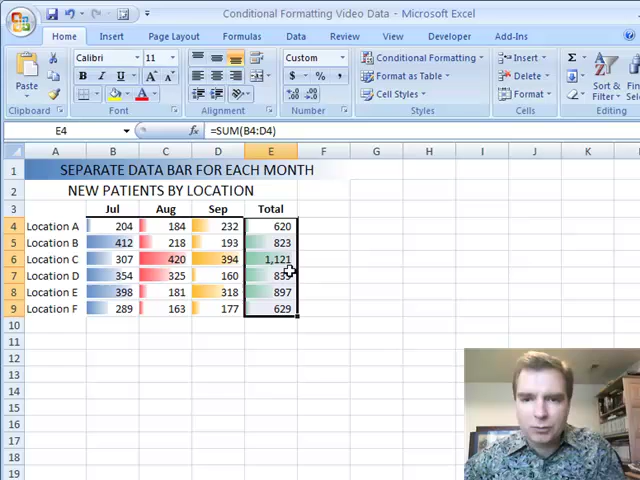 Conditional Formatting Video Data - Microsoft Excel
Home Insert Page Layout Formulas Data Review View Developer Add-Ins
Calibri 11 Custom Conditional Formatting Insert Σ
Paste B I U $ % , Format as Table Delete Sort & Filter
Cell Styles Format
Clipboard Font Alignment Number Styles Cells
E4 fx =SUM(B4:D4)
A B C D E F G H I J K
1 SEPARATE DATA BAR FOR EACH MONTH
2 NEW PATIENTS BY LOCATION
3 Jul Aug Sep Total
4 Location A 204 184 232 620
5 Location B 412 218 193 823
6 Location C 307 420 394 1,121
7 Location D 354 325 160
8 Location E 398 181 318 897
9 Location F 289 163 177 629
10
11
12
13
14
15
16
17
18
19